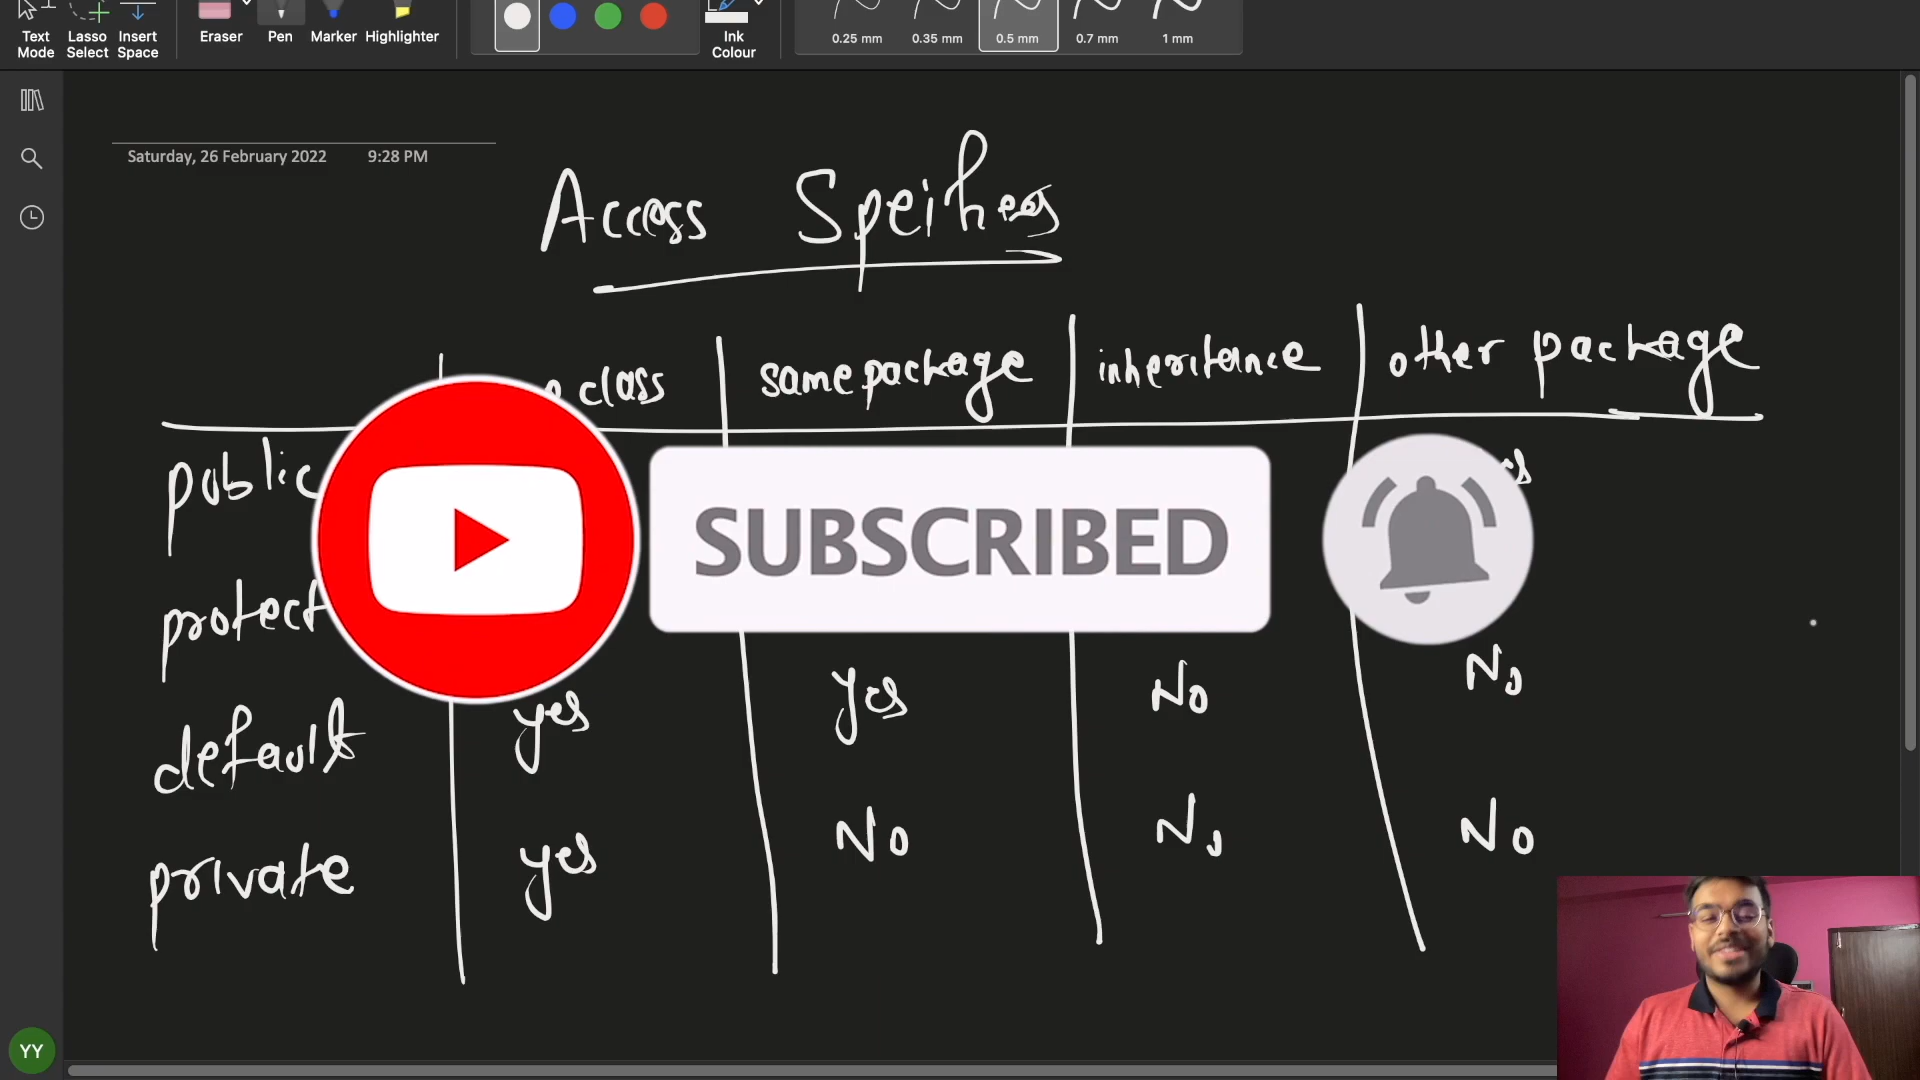 Text Mode
Lasso Select
Insert Space
Eraser
Pen
Marker
Highlighter
Ink Colour
0.25 mm
0.35 mm
0.5 mm
0.7 mm
1 mm
Saturday, 26 February 2022 9:28 PM
Access
class same package inheritance other package
public
SUBSCRIBED
protect
default yes yes No No
private yes No No No
YY